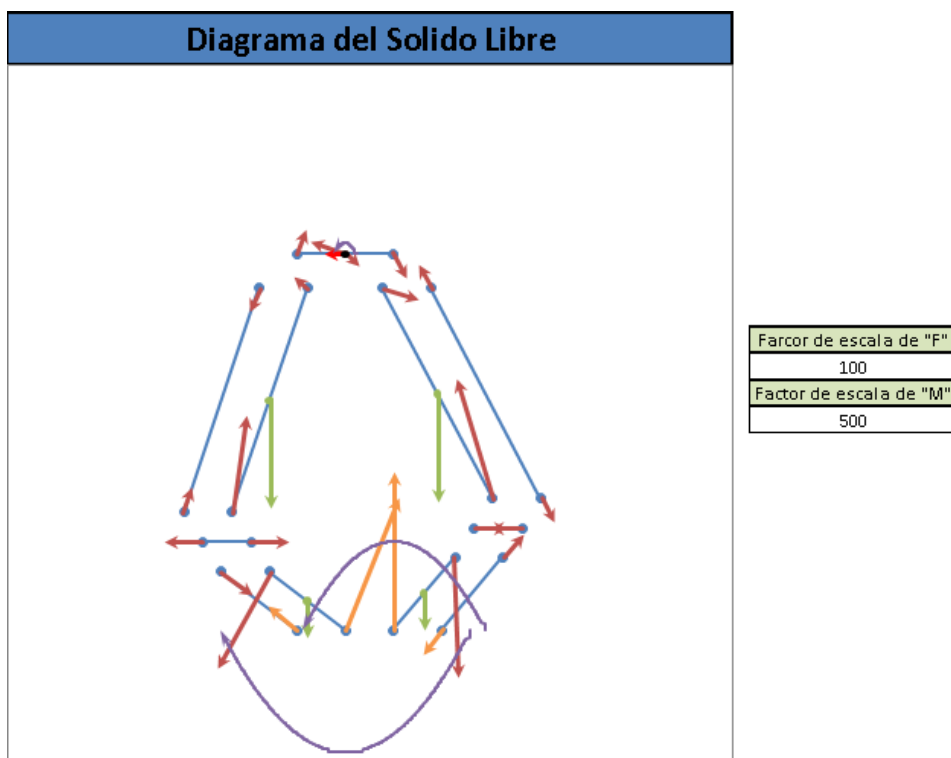 Diagrama del Solido Libre
Farcor de escala de "F"
100
Factor de escala de "M"
500